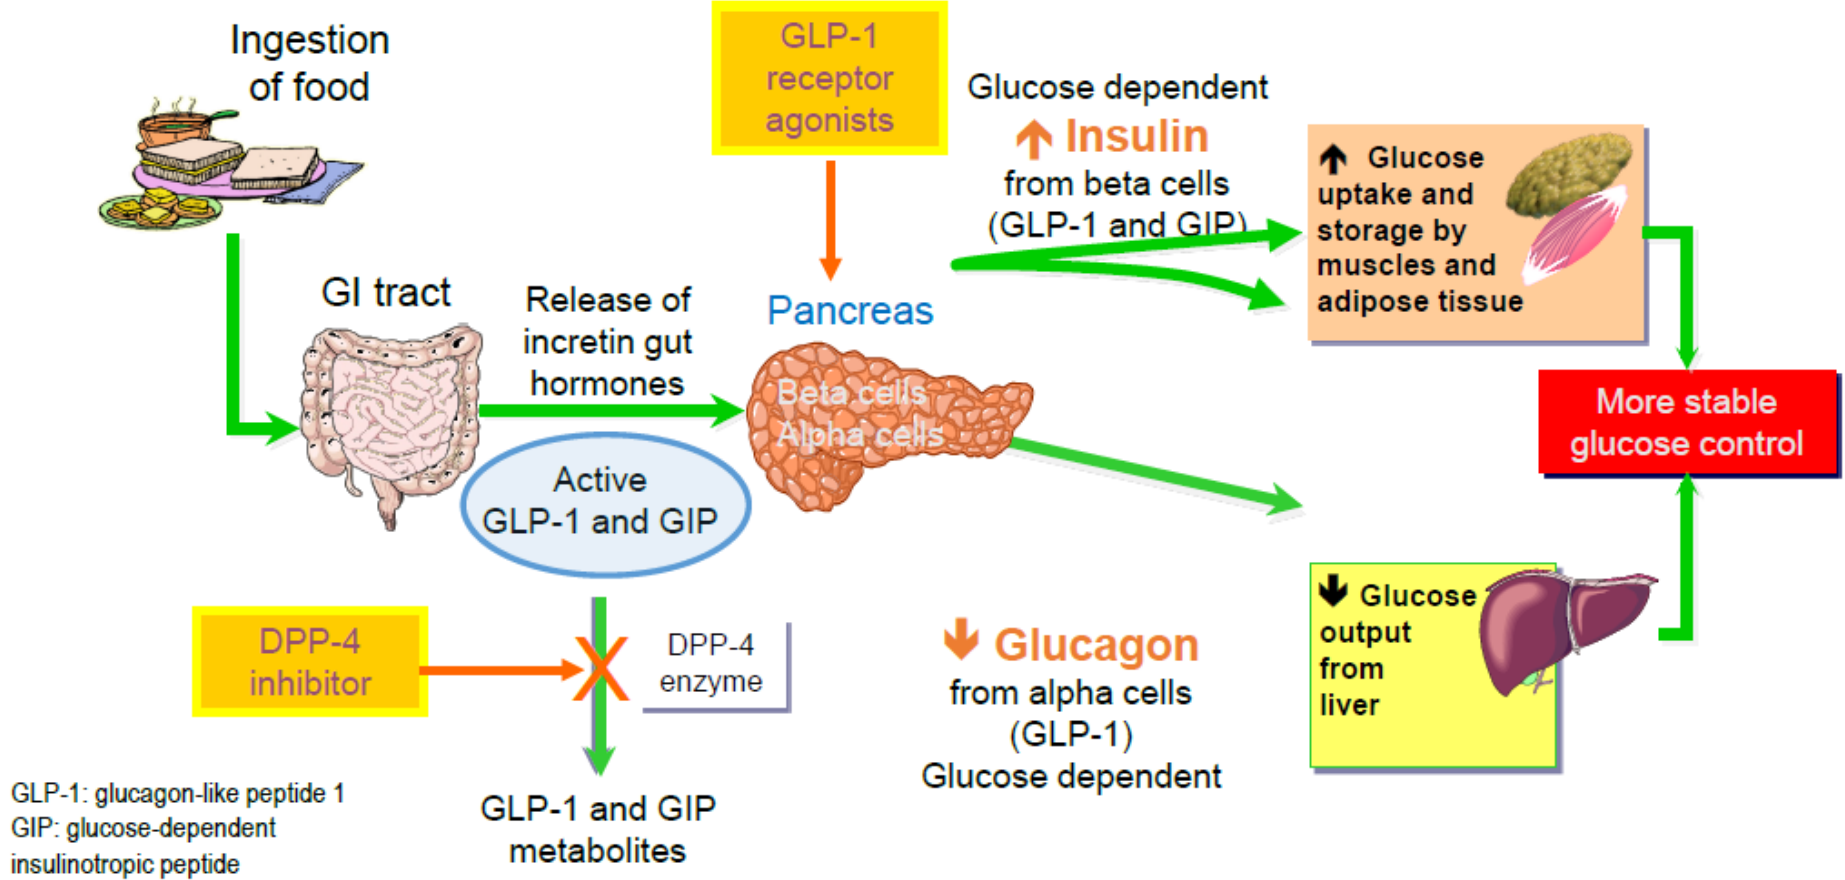 Ingestion
of food
GLP-1
receptor
agonists
Glucose dependent
↑ Insulin
from beta cells
(GLP-1 and GIP)
↑ Glucose
uptake and
storage by
muscles and
adipose tissue
GI tract
Release of
incretin gut
hormones
Pancreas
Beta cells
Alpha cells
More stable
glucose control
Active
GLP-1 and GIP
DPP-4
inhibitor
X
DPP-4
enzyme
↓ Glucagon
from alpha cells
(GLP-1)
Glucose dependent
↓ Glucose
output
from
liver
GLP-1 and GIP
metabolites
GLP-1: glucagon-like peptide 1
GIP: glucose-dependent
insulinotropic peptide